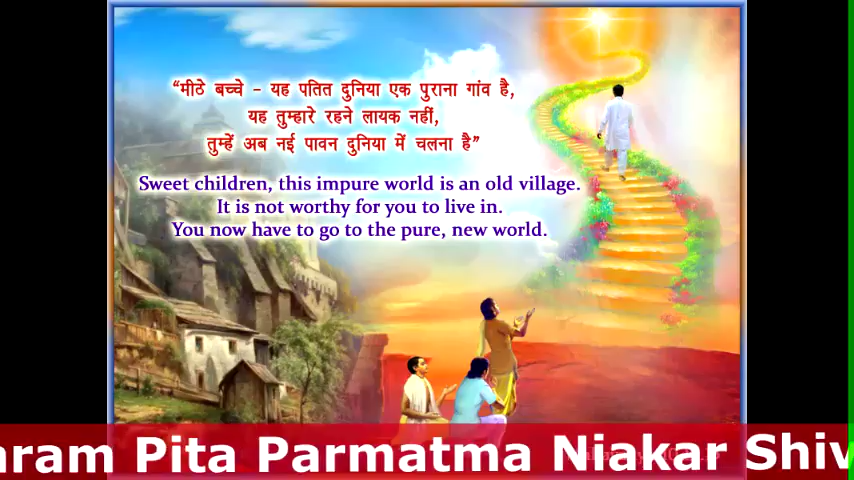 “मीठे बच्चे - यह पतित दुनिया एक पुराना गांव है,
यह तुम्हारे रहने लायक नहीं,
तुम्हें अब नई पावन दुनिया में चलना है”
Sweet children, this impure world is an old village.
It is not worthy for you to live in.
You now have to go to the pure, new world.
aram Pita Parmatma Niakar Shiv